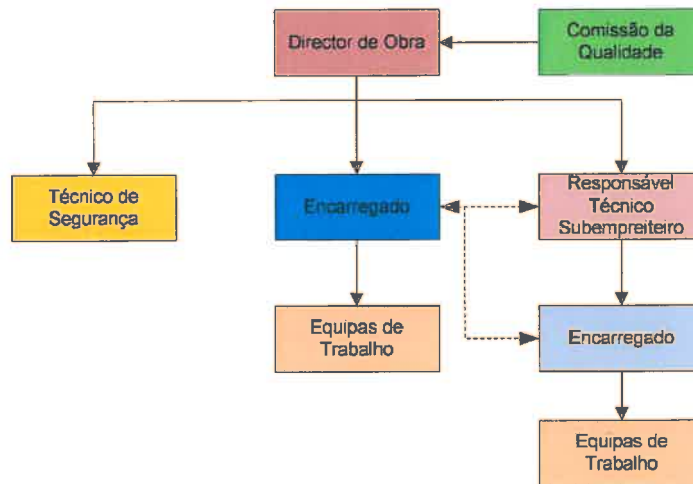 Director de Obra
Comissão da
Qualidade
Técnico de
Segurança
Encarregado
Responsável
Técnico
Subempreiteiro
Equipas de
Trabalho
Encarregado
Equipas de
Trabalho